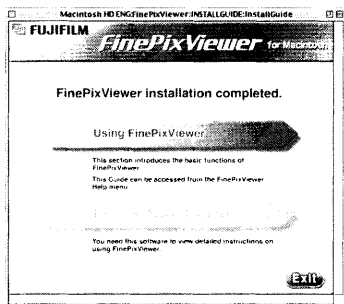 Macintosh HD ENG:FinePixViewer:INSTALLGUIDE:InstallGuide
FUJIFILM
FinePixViewer for Macintosh
FinePixViewer installation completed.
Using FinePixViewer
This section introduces the basic functions of
FinePixViewer.
This Guide can be accessed from the FinePixViewer
Help menu
You need this software to view detailed instructions on
using FinePixViewer.
Exit